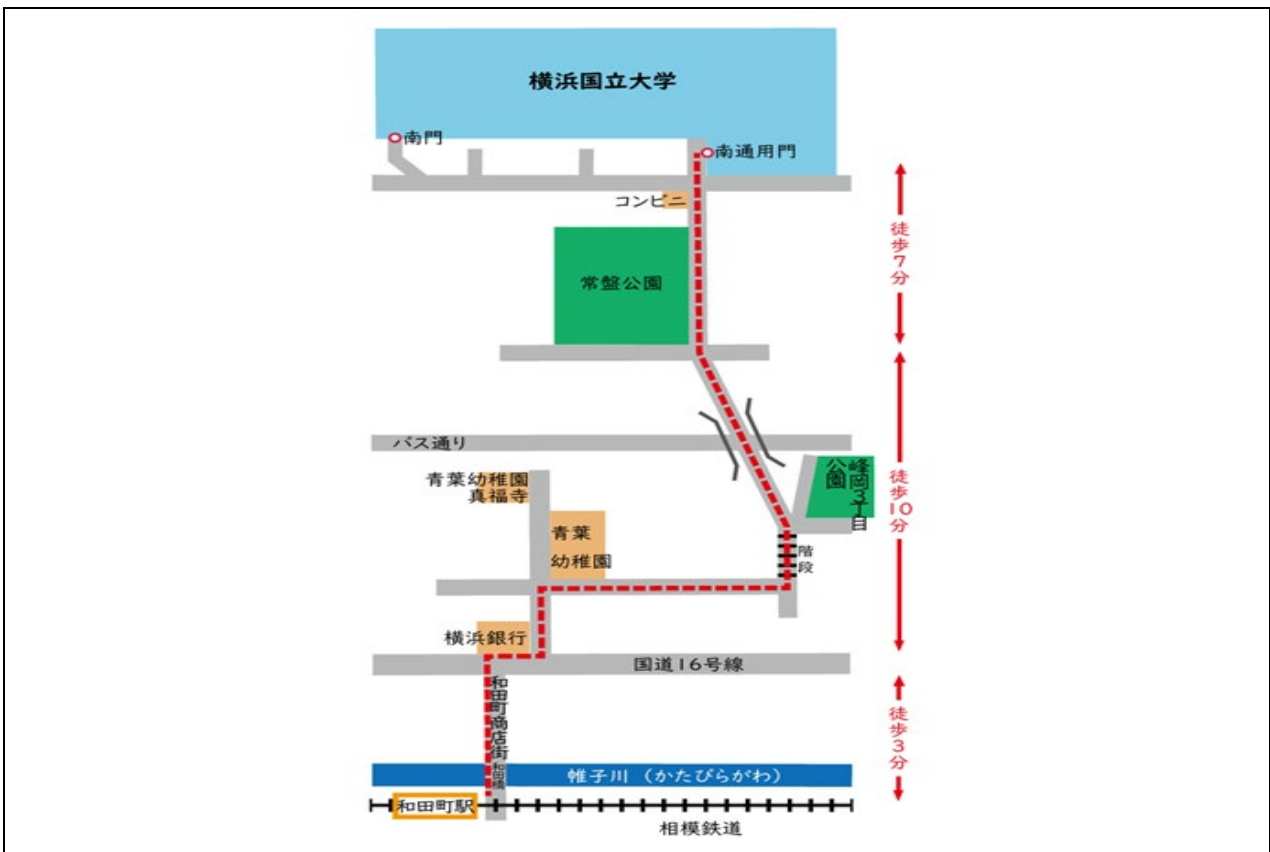 横浜国立大学
南門
南通用門
コンビニ
徒歩7分
常盤公園
バス通り
青葉幼稚園
真福寺
峰岡3丁目
公園
徒歩10分
青葉
幼稚園
階段
横浜銀行
国道16号線
和田町商店街
和田橋
徒歩3分
帷子川（かたびらがわ）
和田町駅
相模鉄道